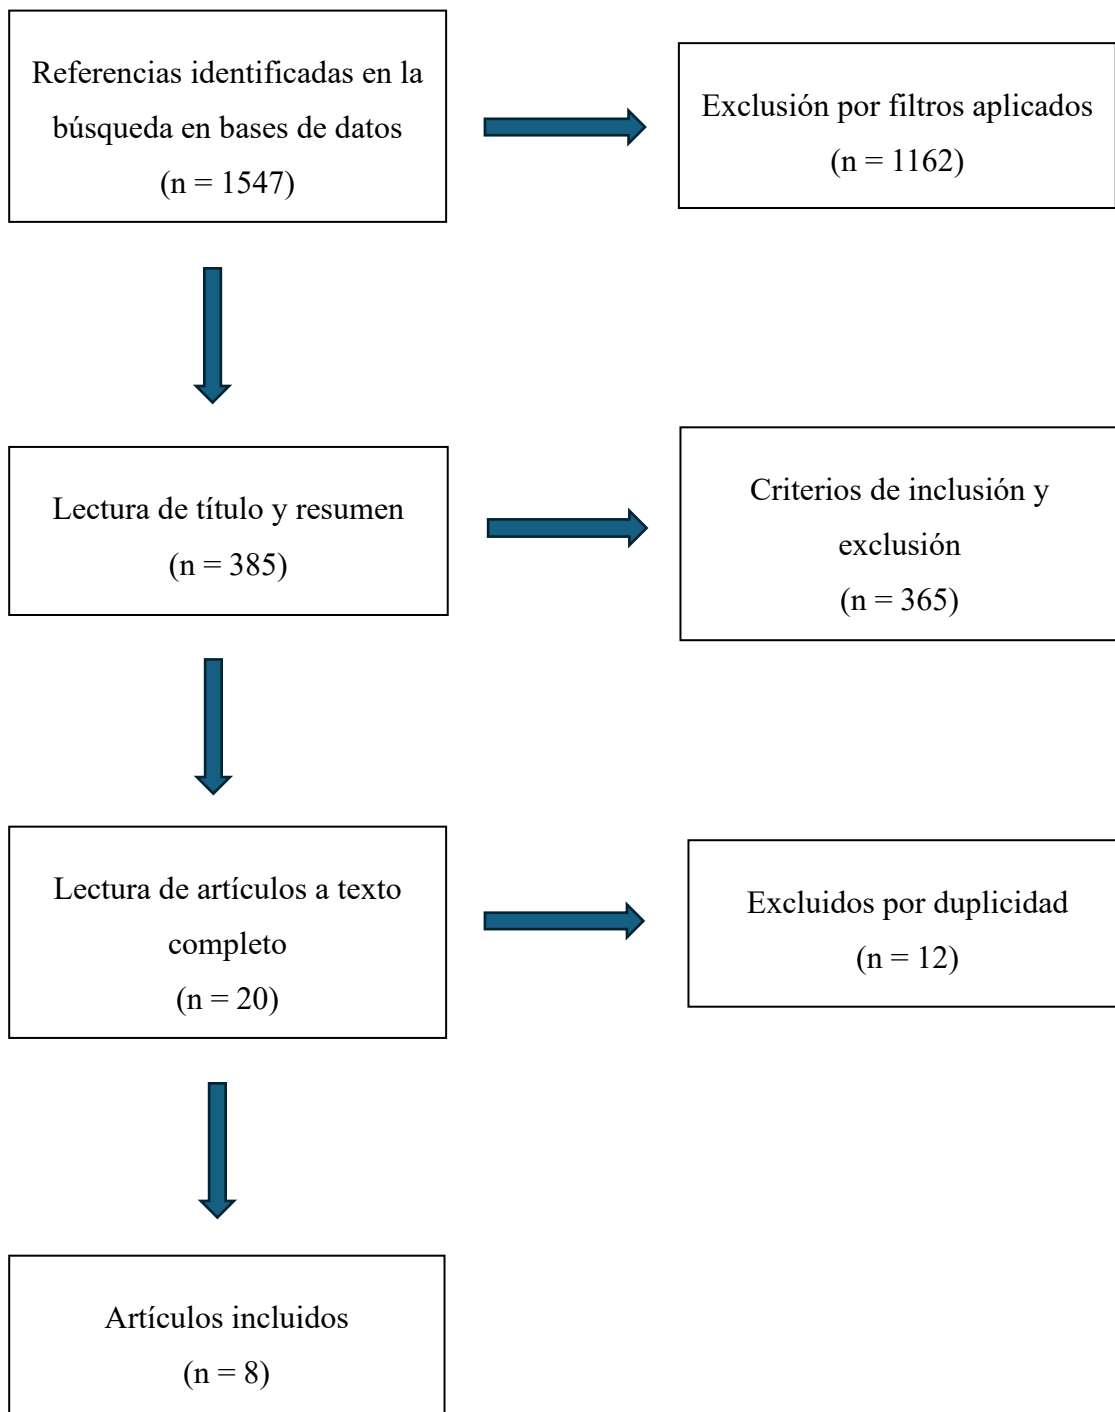 Referencias identificadas en la
búsqueda en bases de datos
(n = 1547)
Exclusión por filtros aplicados
(n = 1162)
Lectura de título y resumen
(n = 385)
Criterios de inclusión y
exclusión
(n = 365)
Lectura de artículos a texto
completo
(n = 20)
Excluidos por duplicidad
(n = 12)
Artículos incluidos
(n = 8)